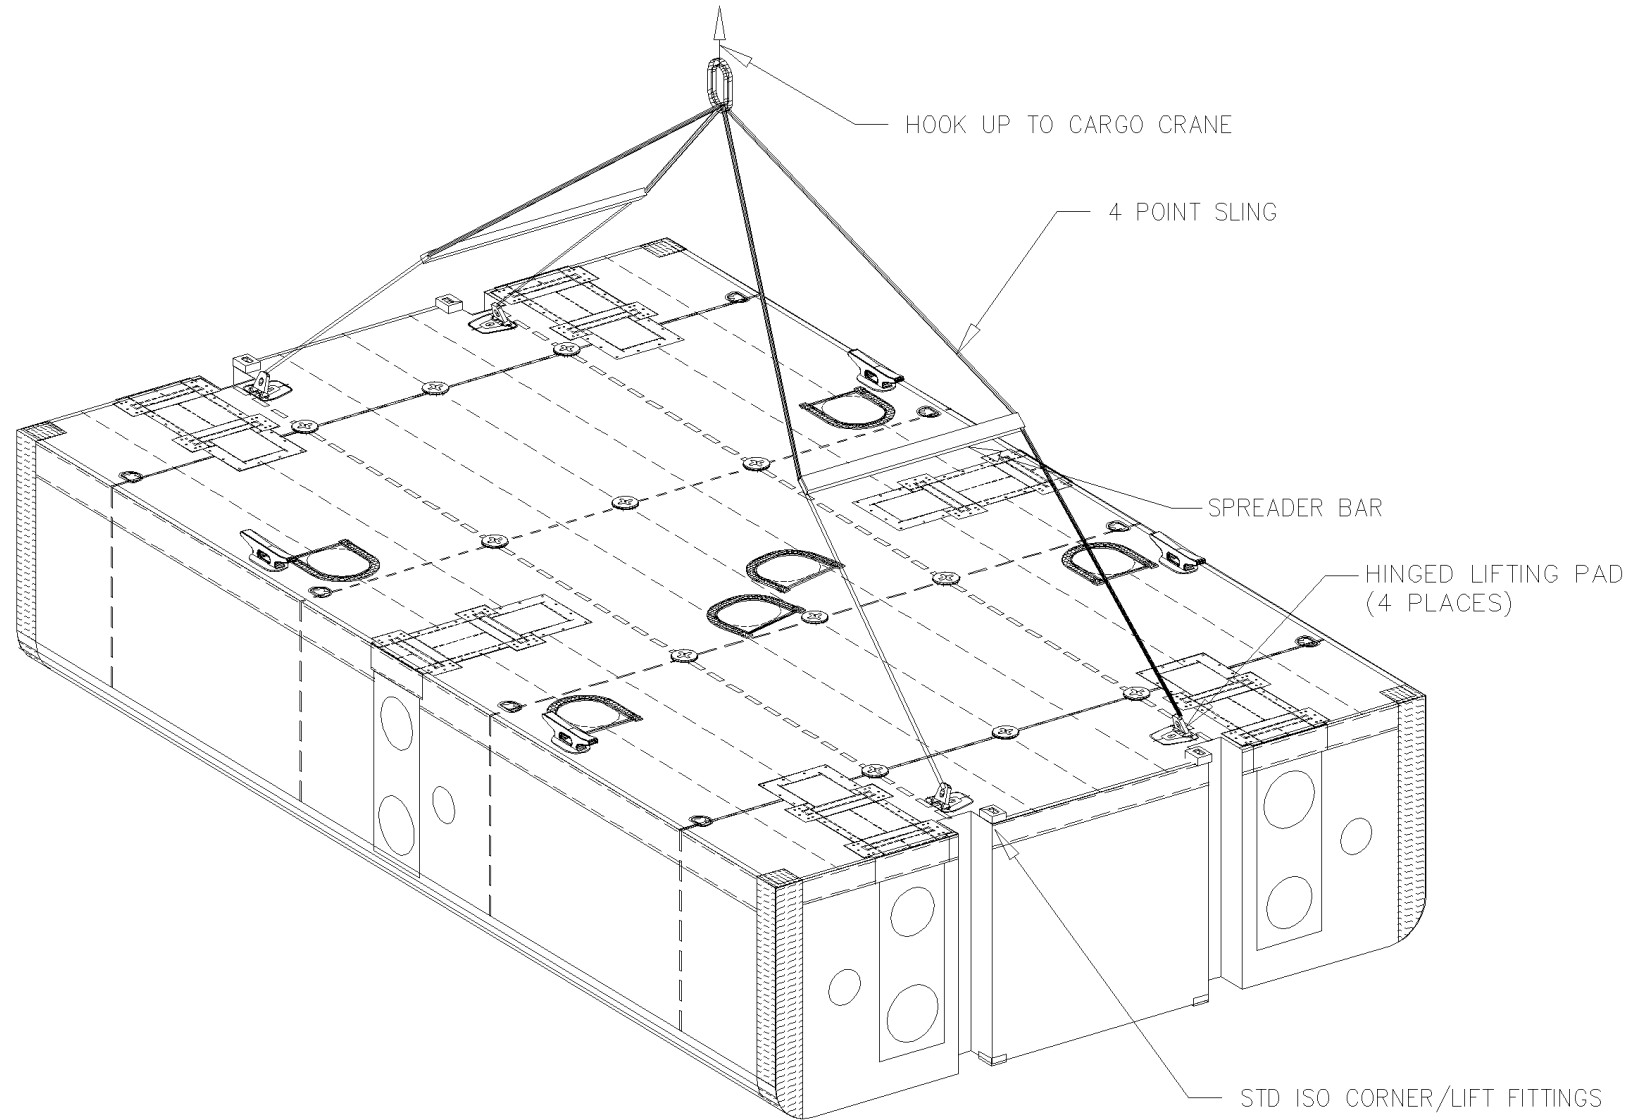 HOOK UP TO CARGO CRANE
4 POINT SLING
SPREADER BAR
HINGED LIFTING PAD
(4 PLACES)
STD ISO CORNER/LIFT FITTINGS